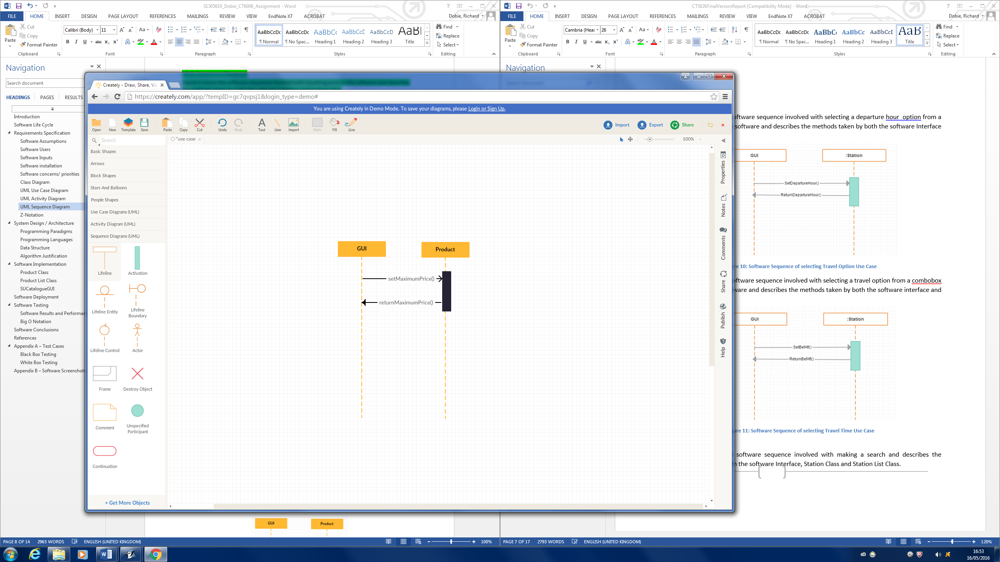 S1305610_Dobie_CT6006_Assignment - Word
FILE HOME INSERT DESIGN PAGE LAYOUT REFERENCES MAILINGS REVIEW VIEW EndNote X7 ACROBAT Dobie, Richard
Paste Cut Copy Format Painter
Calibri (Body) 11
AaBbCcDc AaBbCcDc AaBbCc AaBbCcD AaBbCcD AaBI
¶ Normal ¶ No Spac... Heading 1 Heading 2 Heading 3 Title
Find Replace Select
Clipboard Font Paragraph Styles Editing
CT5026FinalVersionReport [Compatibility Mode] - Word
FILE HOME INSERT DESIGN PAGE LAYOUT REFERENCES MAILINGS REVIEW VIEW EndNote X7 ACROBAT Dobie, Richard
Paste Cut Copy Format Painter
Cambria (Head 26
¶ Normal ¶ No Spac... Heading 1 Heading 2 Heading 3 Title
Find Replace Select
Clipboard Font Paragraph Styles Editing
Navigation
Search document
HEADINGS PAGES RESULTS
Introduction
Software Life Cycle
Requirements Specification
Software Assumptions
Software Users
Software Inputs
Software installation
Software concerns/ priorities
Class Diagram
UML Use Case Diagram
UML Activity Diagram
UML Sequence Diagram
Z-Notation
System Design / Architecture
Programming Paradigms
Programming Languages
Data Structure
Algorithm Justification
Software Implementation
Product Class
Product List Class
SUCatalogueGUI
Software Deployment
Software Testing
Software Results and Performan
Big O Notation
Software Conclusions
References
Appendix A – Test Cases
Black Box Testing
White Box Testing
Appendix B – Software Screenshots
Navigation
Creately - Draw, Share, Va
https://creately.com/app/?tempID=gc7qvpsj1&login_type=demo#
You are using Creately in Demo Mode. To save your diagrams, please Login or Sign Up.
Open New Template Save Paste Copy Cut Undo Redo Text Line Import Style Fill Line
Import Export Share
Search
*use case
100%
Basic Shapes
Arrows
Block Shapes
Stars And Balloons
People Shapes
Use Case Diagrams (UML)
Activity Diagram (UML)
Sequence Diagrams (UML)
Lifeline Activation
Lifeline Entity Lifeline Boundary
Lifeline Control Actor
Frame Destroy Object
Comment Unspecified Participant
Continuation
+ Get More Objects
GUI Product
setMaximumPrice()
returnMaximumPrice()
Properties
Notes
Comments
Share
Publish
Help
oftware sequence involved with selecting a departure hour option from a
software and describes the methods taken by both the software Interface
GUI :Station
SetDepartureHour()
ReturnDepartureHour()
re 10: Software Sequence of selecting Travel Option Use Case
oftware sequence involved with selecting a travel option from a combobox
ware and describes the methods taken by both the software interface and
GUI :Station
SetBefAft()
ReturnBefAft()
ure 11: Software Sequence of selecting Travel Time Use Case
software sequence involved with making a search and describes the
n the software Interface, Station Class and Station List Class.
GUI Product
PAGE 8 OF 14 2965 WORDS ENGLISH (UNITED KINGDOM) 100%
PAGE 7 OF 17 2793 WORDS ENGLISH (UNITED KINGDOM) 120%
16:53
16/05/2016